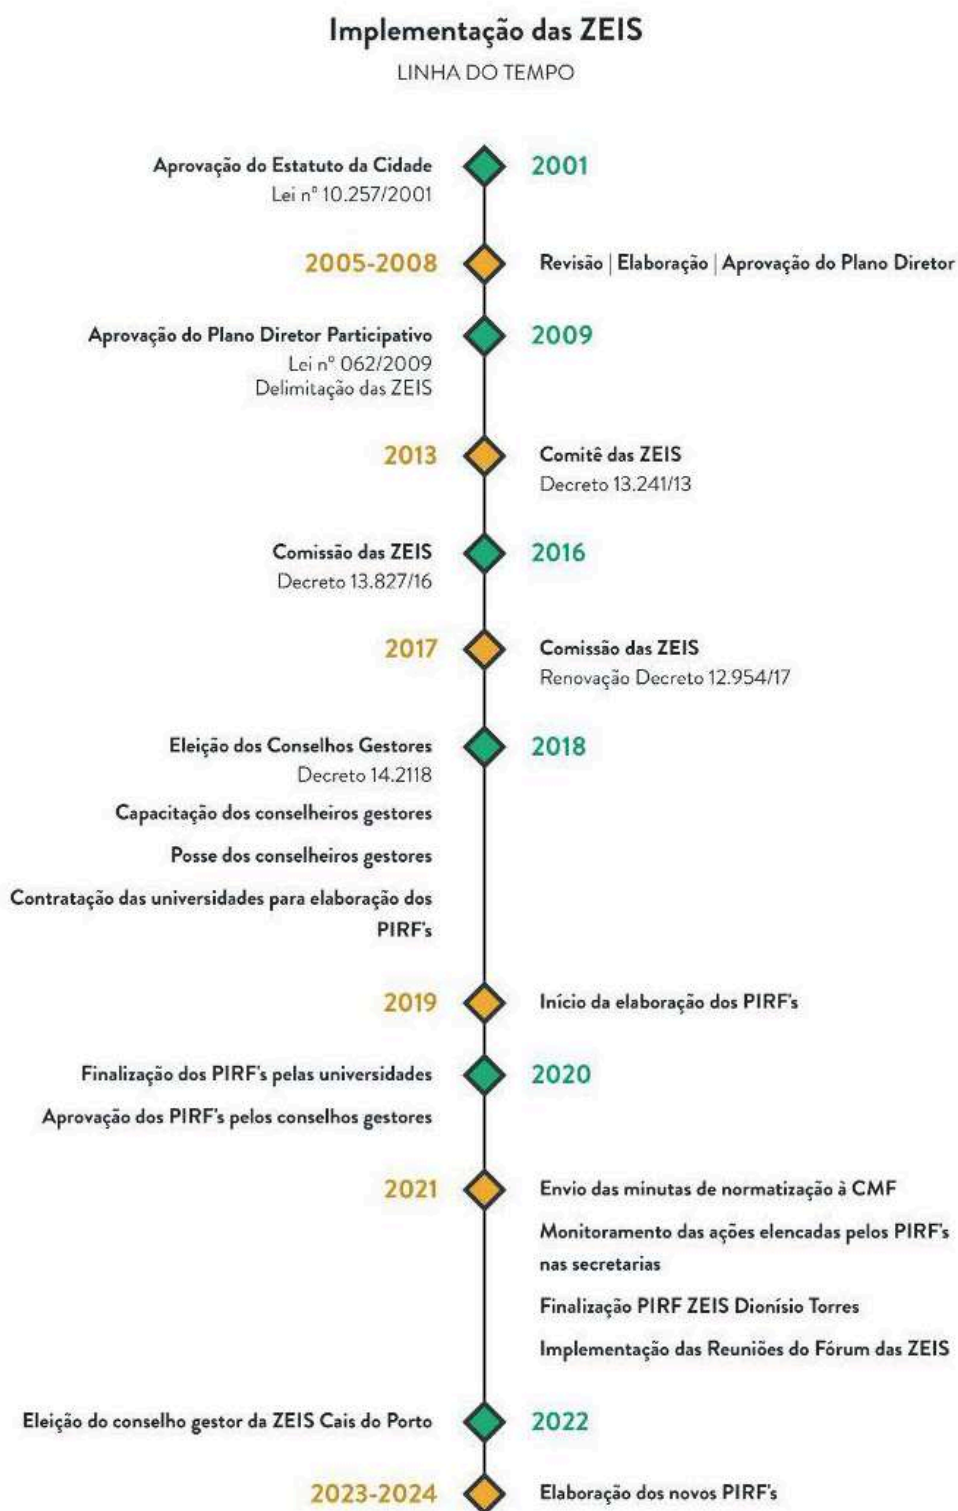 Implementação das ZEIS
LINHA DO TEMPO
Aprovação do Estatuto da Cidade
Lei nº 10.257/2001
2001
2005-2008
Revisão | Elaboração | Aprovação do Plano Diretor
Aprovação do Plano Diretor Participativo
Lei nº 062/2009
Delimitação das ZEIS
2009
2013
Comitê das ZEIS
Decreto 13.241/13
Comissão das ZEIS
Decreto 13.827/16
2016
2017
Comissão das ZEIS
Renovação Decreto 12.954/17
Eleição dos Conselhos Gestores
Decreto 14.2118
2018
Capacitação dos conselheiros gestores
Posse dos conselheiros gestores
Contratação das universidades para elaboração dos
PIRF's
2019
Início da elaboração dos PIRF's
Finalização dos PIRF's pelas universidades
2020
Aprovação dos PIRF's pelos conselhos gestores
2021
Envio das minutas de normatização à CMF
Monitoramento das ações elencadas pelos PIRF's
nas secretarias
Finalização PIRF ZEIS Dionísio Torres
Implementação das Reuniões do Fórum das ZEIS
Eleição do conselho gestor da ZEIS Cais do Porto
2022
2023-2024
Elaboração dos novos PIRF's